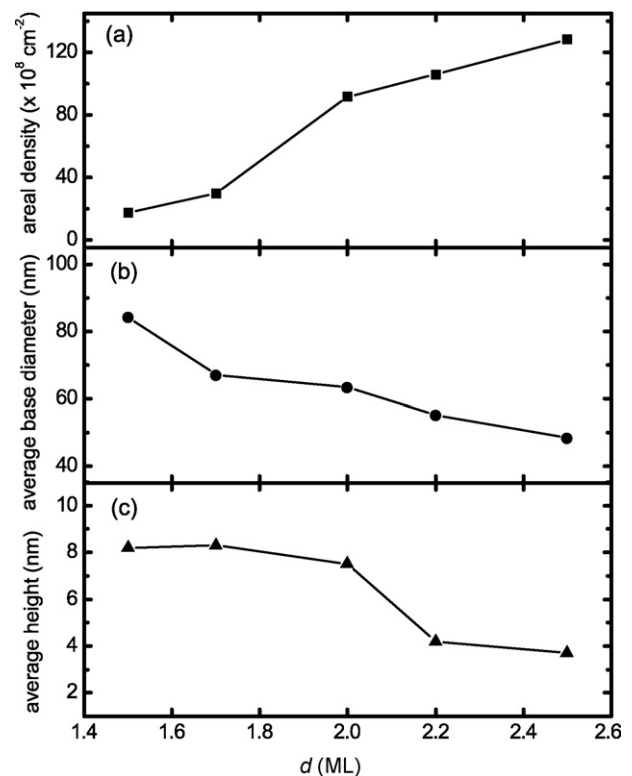 (a)
areal density (x 10⁸ cm⁻²)
120
80
40
0
(b)
average base diameter (nm)
100
80
60
40
(c)
average height (nm)
10
8
6
4
2
1.4 1.6 1.8 2.0 2.2 2.4 2.6
d (ML)